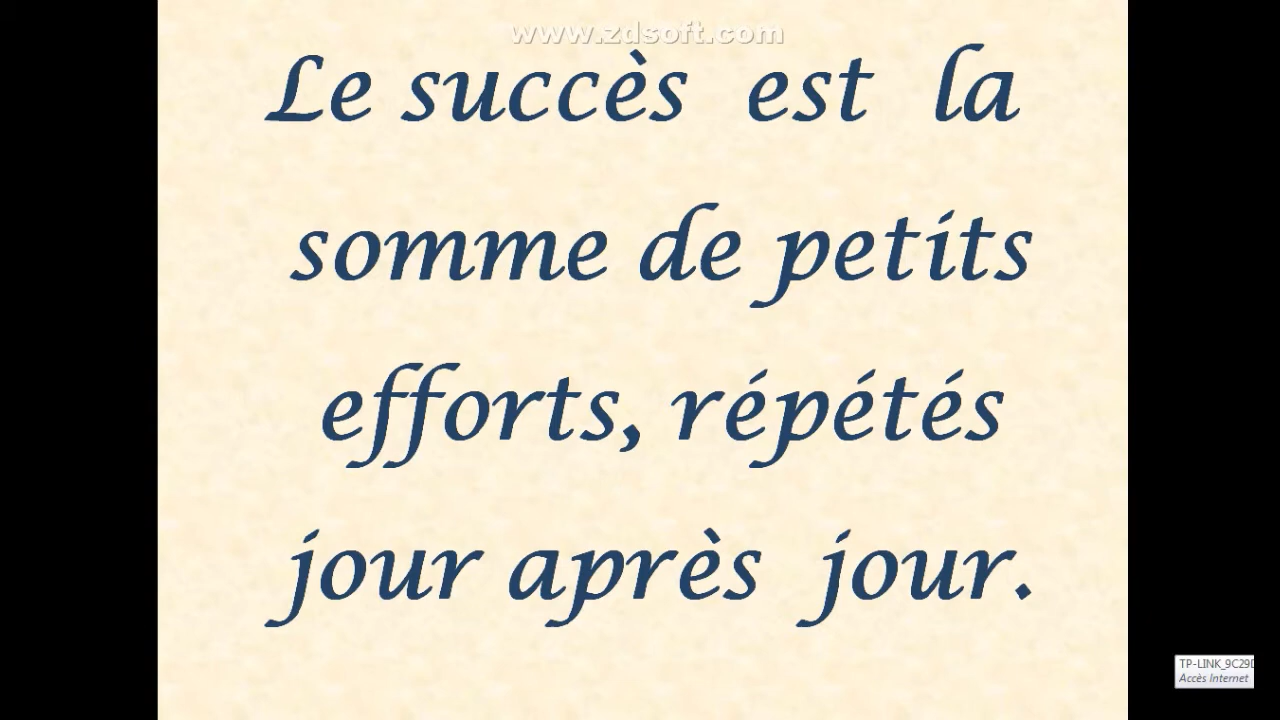 www.zdsoft.com
Le succès est la
somme de petits
efforts, répétés
jour après jour.
TP-LINK_9C29
Accès Internet